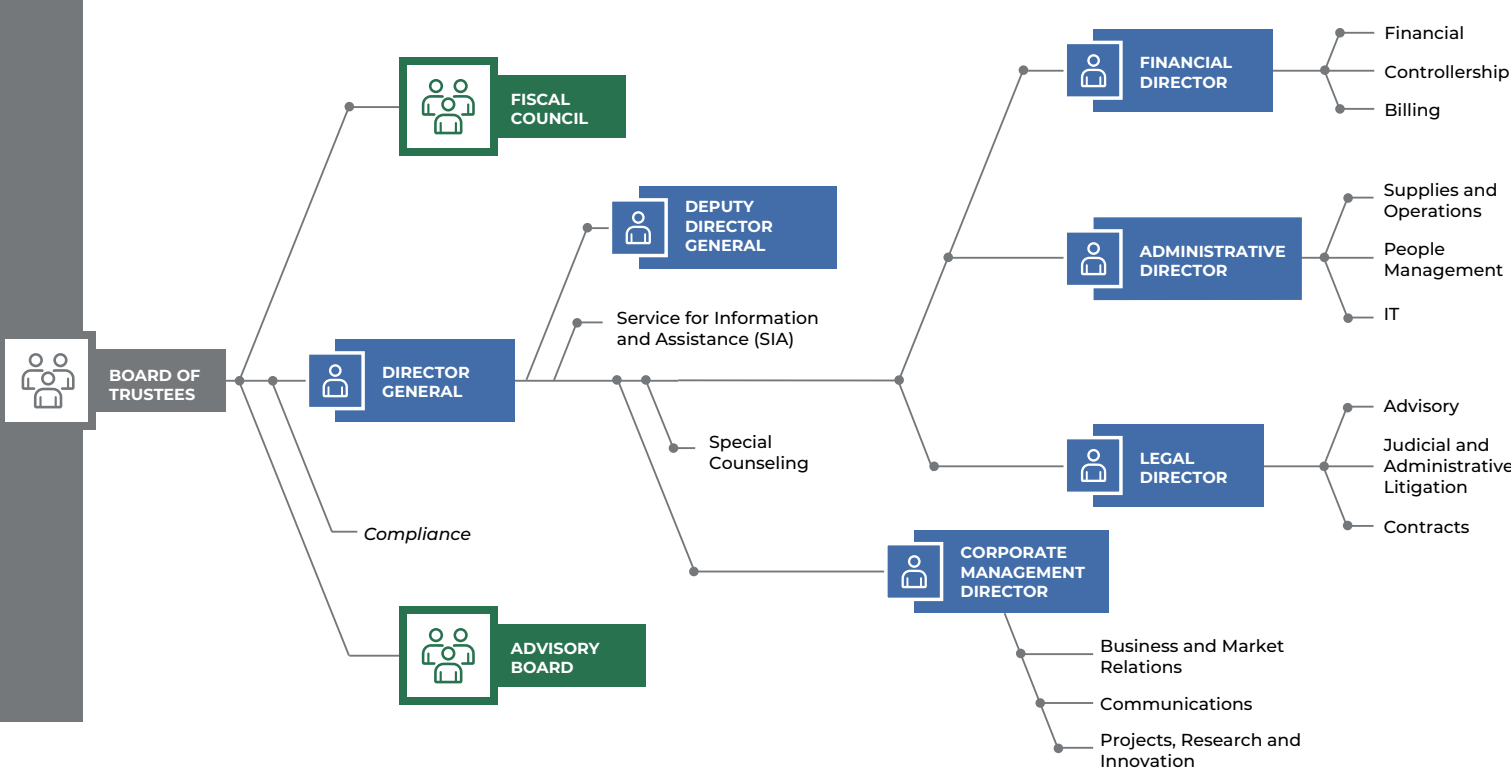 FISCAL
COUNCIL
BOARD OF
TRUSTEES
DIRECTOR
GENERAL
Compliance
ADVISORY
BOARD
DEPUTY
DIRECTOR
GENERAL
Service for Information
and Assistance (SIA)
Special
Counseling
FINANCIAL
DIRECTOR
Financial
Controllership
Billing
ADMINISTRATIVE
DIRECTOR
Supplies and
Operations
People
Management
IT
LEGAL
DIRECTOR
Advisory
Judicial and
Administrative
Litigation
Contracts
CORPORATE
MANAGEMENT
DIRECTOR
Business and Market
Relations
Communications
Projects, Research and
Innovation